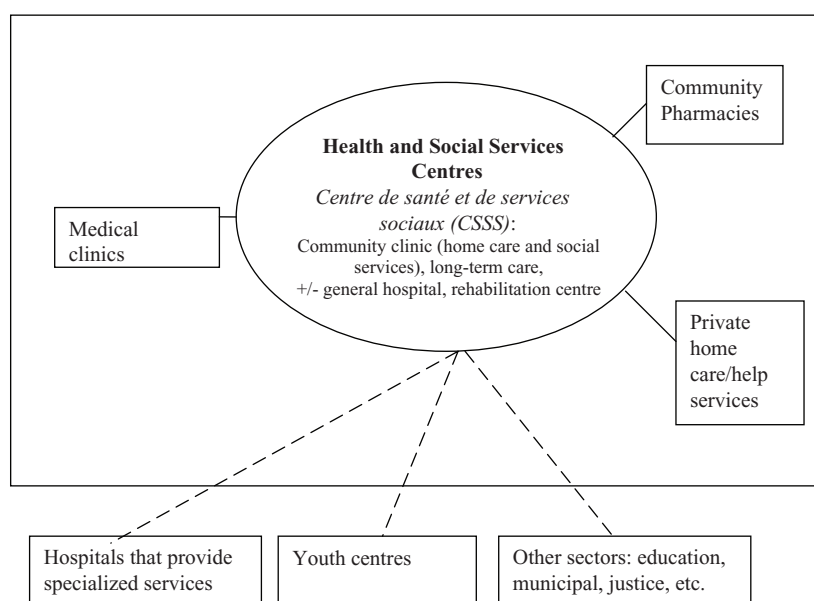 Community
Pharmacies
Health and Social Services
Centres
Centre de santé et de services
sociaux (CSSS):
Community clinic (home care and social
services), long-term care,
+/- general hospital, rehabilitation centre
Medical
clinics
Private
home
care/help
services
Hospitals that provide
specialized services
Youth centres
Other sectors: education,
municipal, justice, etc.